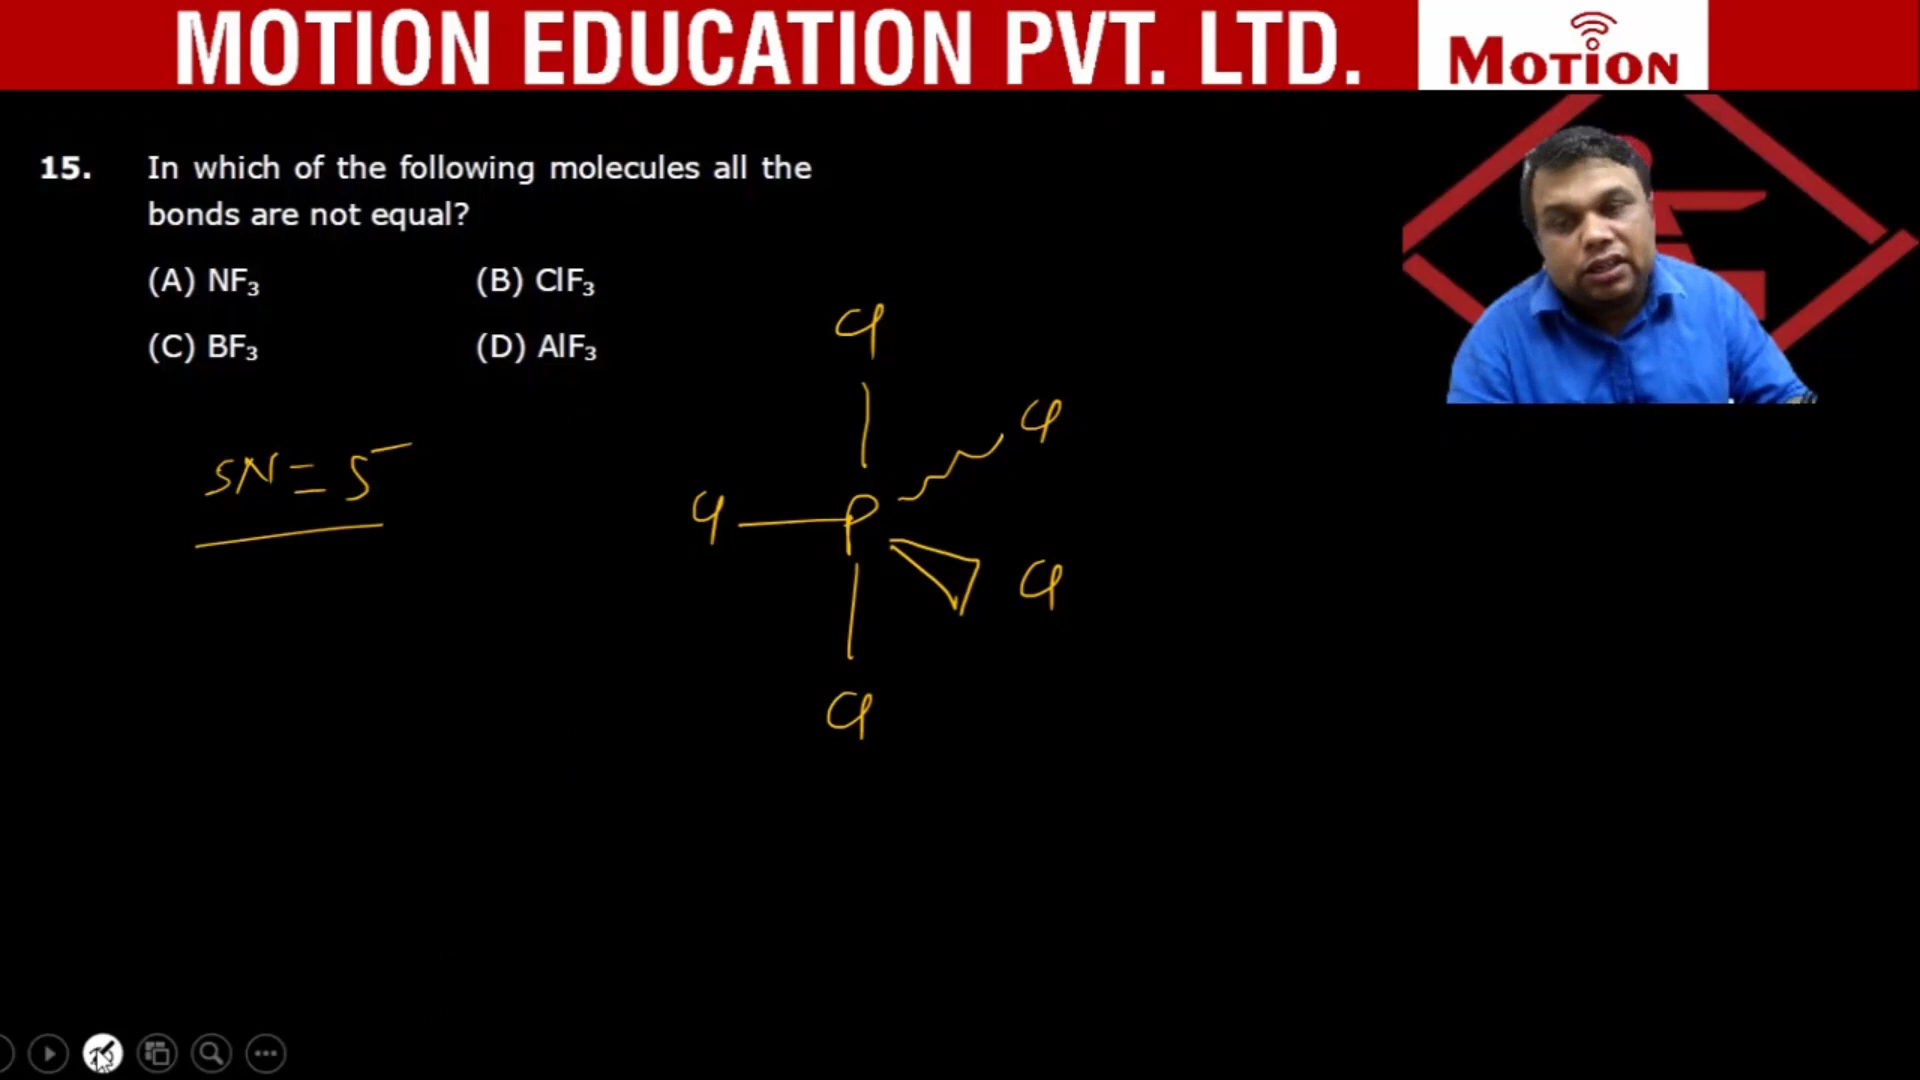 MOTION EDUCATION PVT. LTD.
MOTION
15. In which of the following molecules all the
bonds are not equal?
(A) NF₃ (B) ClF₃
(C) BF₃ (D) AlF₃
SN = 5
Cl
Cl
Cl P
Cl
Cl